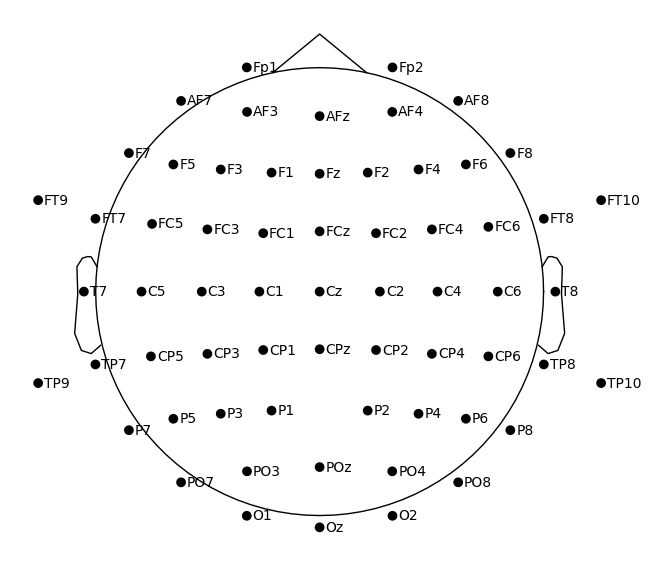 Fp1 Fp2
AF7 AF8
AF3 AFz AF4
F7 F8
F5 F3 F1 Fz F2 F4 F6
FT9 FT10
FT7 FC5 FC3 FC1 FCz FC2 FC4 FC6 FT8
T7 C5 C3 C1 Cz C2 C4 C6 T8
CP5 CP3 CP1 CPz CP2 CP4 CP6
TP7 TP8
TP9 TP10
P5 P3 P1 P2 P4 P6
P7 P8
PO3 POz PO4
PO7 PO8
O1 Oz O2